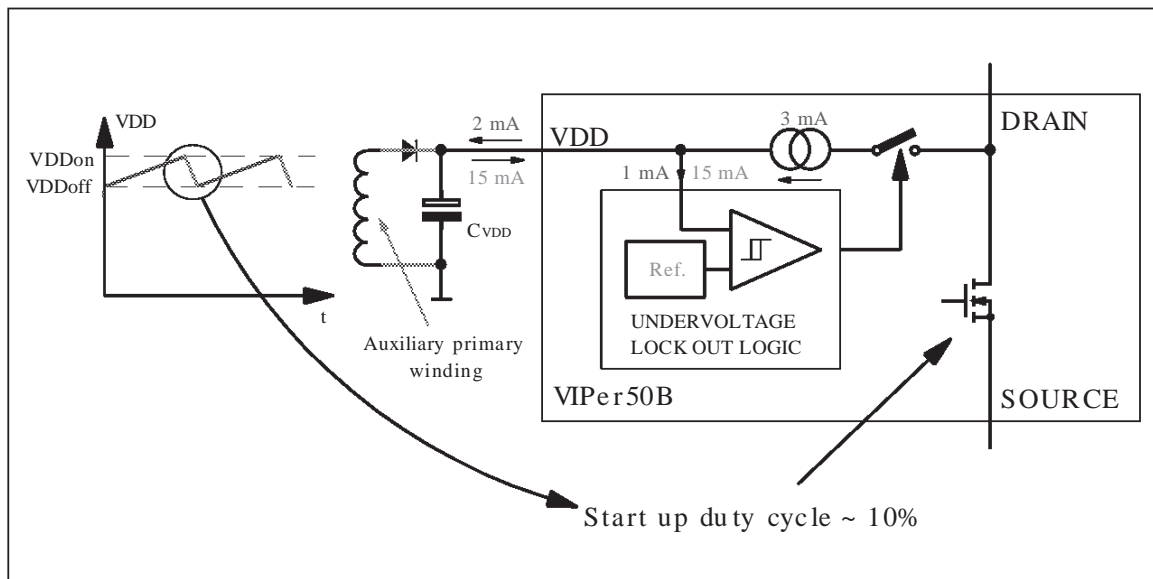 VDD
VDDon
VDDoff
t
2 mA
15 mA
CVDD
Auxiliary primary
winding
VDD
3 mA
DRAIN
1 mA 15 mA
Ref.
UNDERVOLTAGE
LOCK OUT LOGIC
VIPer50B
SOURCE
Start up duty cycle ~ 10%